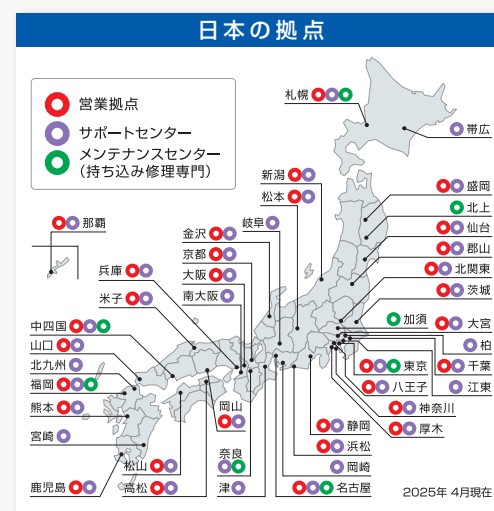 日本の拠点
営業拠点
サポートセンター
メンテナンスセンター
(持ち込み修理専門)
札幌
帯広
新潟
松本
盛岡
北上
仙台
郡山
北関東
茨城
那覇
金沢
岐阜
京都
兵庫
大阪
米子
南大阪
中四国
加須
大宮
山口
柏
北九州
東京
千葉
福岡
八王子
江東
熊本
岡山
神奈川
静岡
厚木
宮崎
浜松
奈良
松山
岡崎
鹿児島
高松
津
名古屋
2025年 4月現在